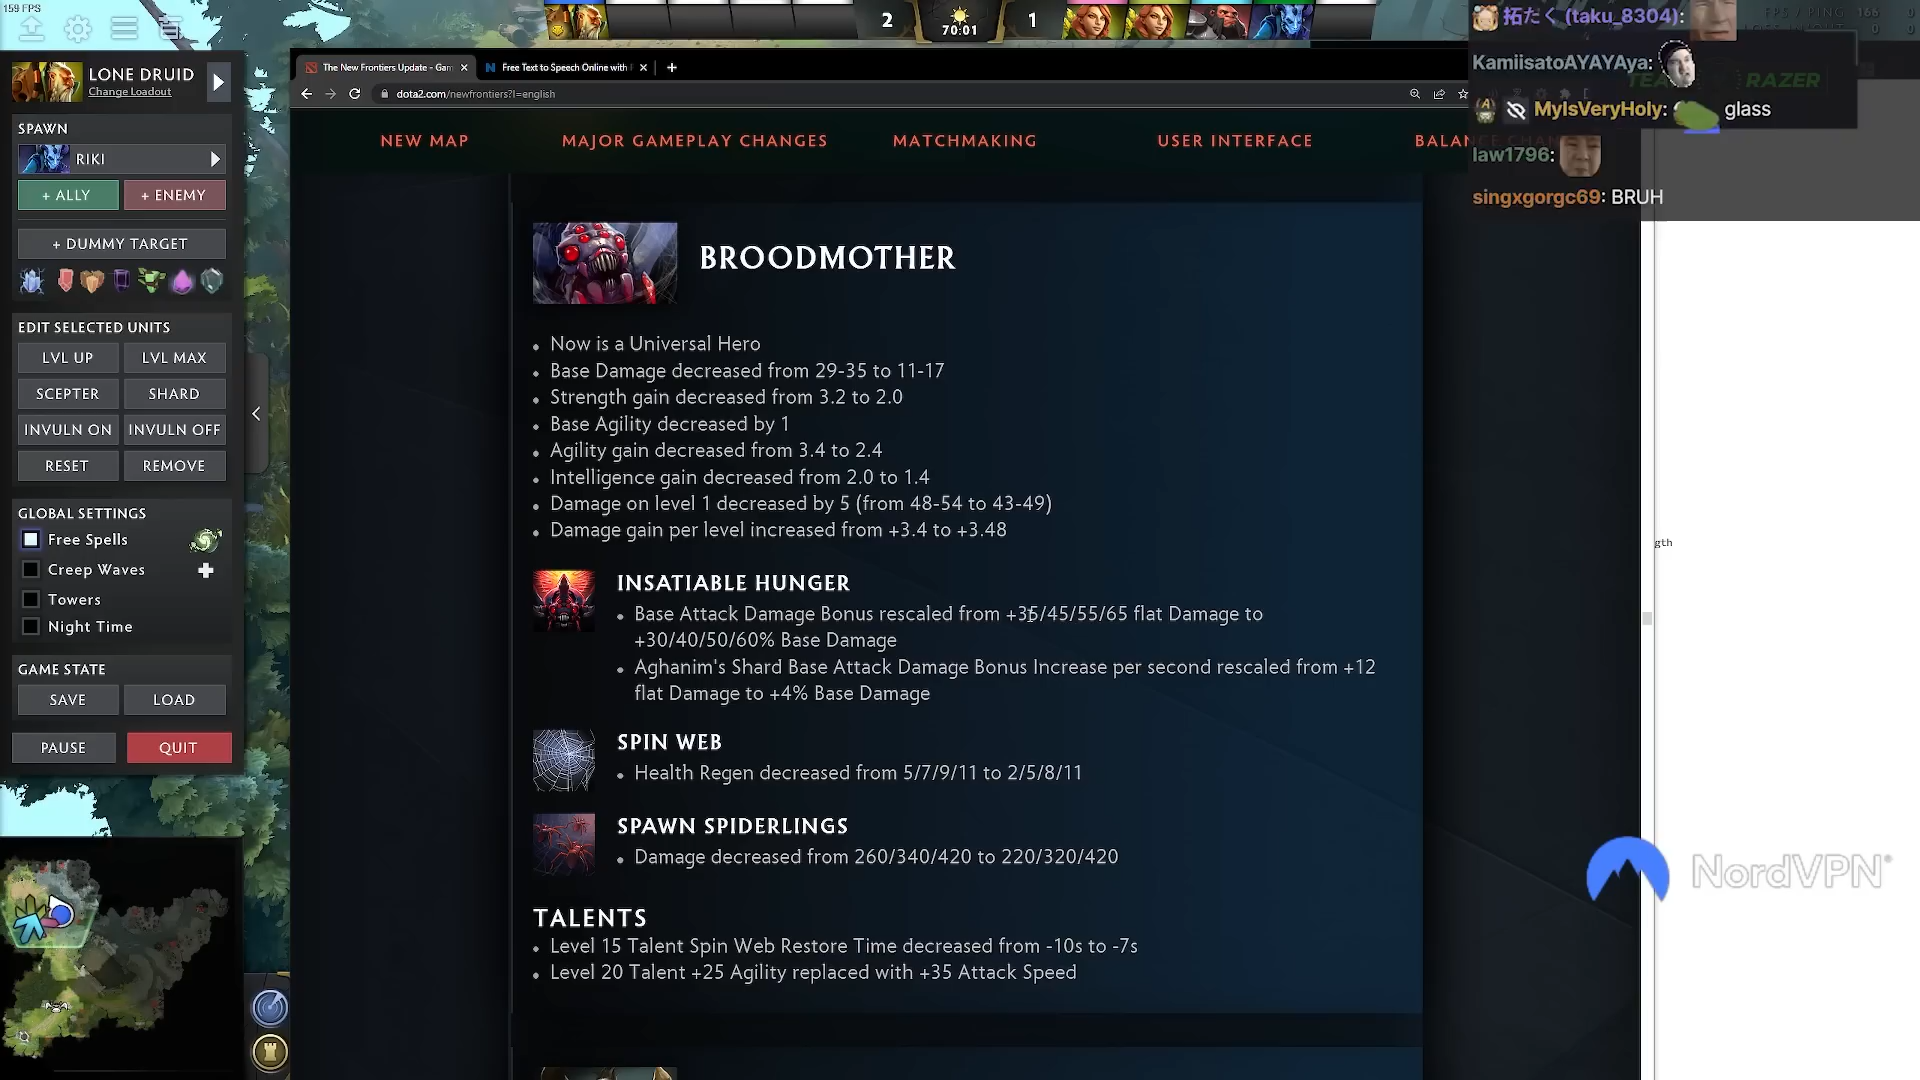 159 FPS
LONE DRUID
Change Loadout
SPAWN
RIKI
+ ALLY
+ ENEMY
+ DUMMY TARGET
EDIT SELECTED UNITS
LVL UP
LVL MAX
SCEPTER
SHARD
INVULN ON
INVULN OFF
RESET
REMOVE
GLOBAL SETTINGS
Free Spells
Creep Waves
Towers
Night Time
GAME STATE
SAVE
LOAD
PAUSE
QUIT
2
70:01
1
The New Frontiers Update - Gam
Free Text to Speech Online with
dota2.com/newfrontiers?l=english
NEW MAP
MAJOR GAMEPLAY CHANGES
MATCHMAKING
USER INTERFACE
BROODMOTHER
• Now is a Universal Hero
• Base Damage decreased from 29-35 to 11-17
• Strength gain decreased from 3.2 to 2.0
• Base Agility decreased by 1
• Agility gain decreased from 3.4 to 2.4
• Intelligence gain decreased from 2.0 to 1.4
• Damage on level 1 decreased by 5 (from 48-54 to 43-49)
• Damage gain per level increased from +3.4 to +3.48
INSATIABLE HUNGER
• Base Attack Damage Bonus rescaled from +35/45/55/65 flat Damage to
+30/40/50/60% Base Damage
• Aghanim's Shard Base Attack Damage Bonus Increase per second rescaled from +12
flat Damage to +4% Base Damage
SPIN WEB
• Health Regen decreased from 5/7/9/11 to 2/5/8/11
SPAWN SPIDERLINGS
• Damage decreased from 260/340/420 to 220/320/420
TALENTS
• Level 15 Talent Spin Web Restore Time decreased from -10s to -7s
• Level 20 Talent +25 Agility replaced with +35 Attack Speed
拓だく (taku_8304):
KamiisatoAYAYAya:
MyIsVeryHoly: glass
law1796:
singxgorgc69: BRUH
FPS / PING 166
RAZER
gth
NordVPN®